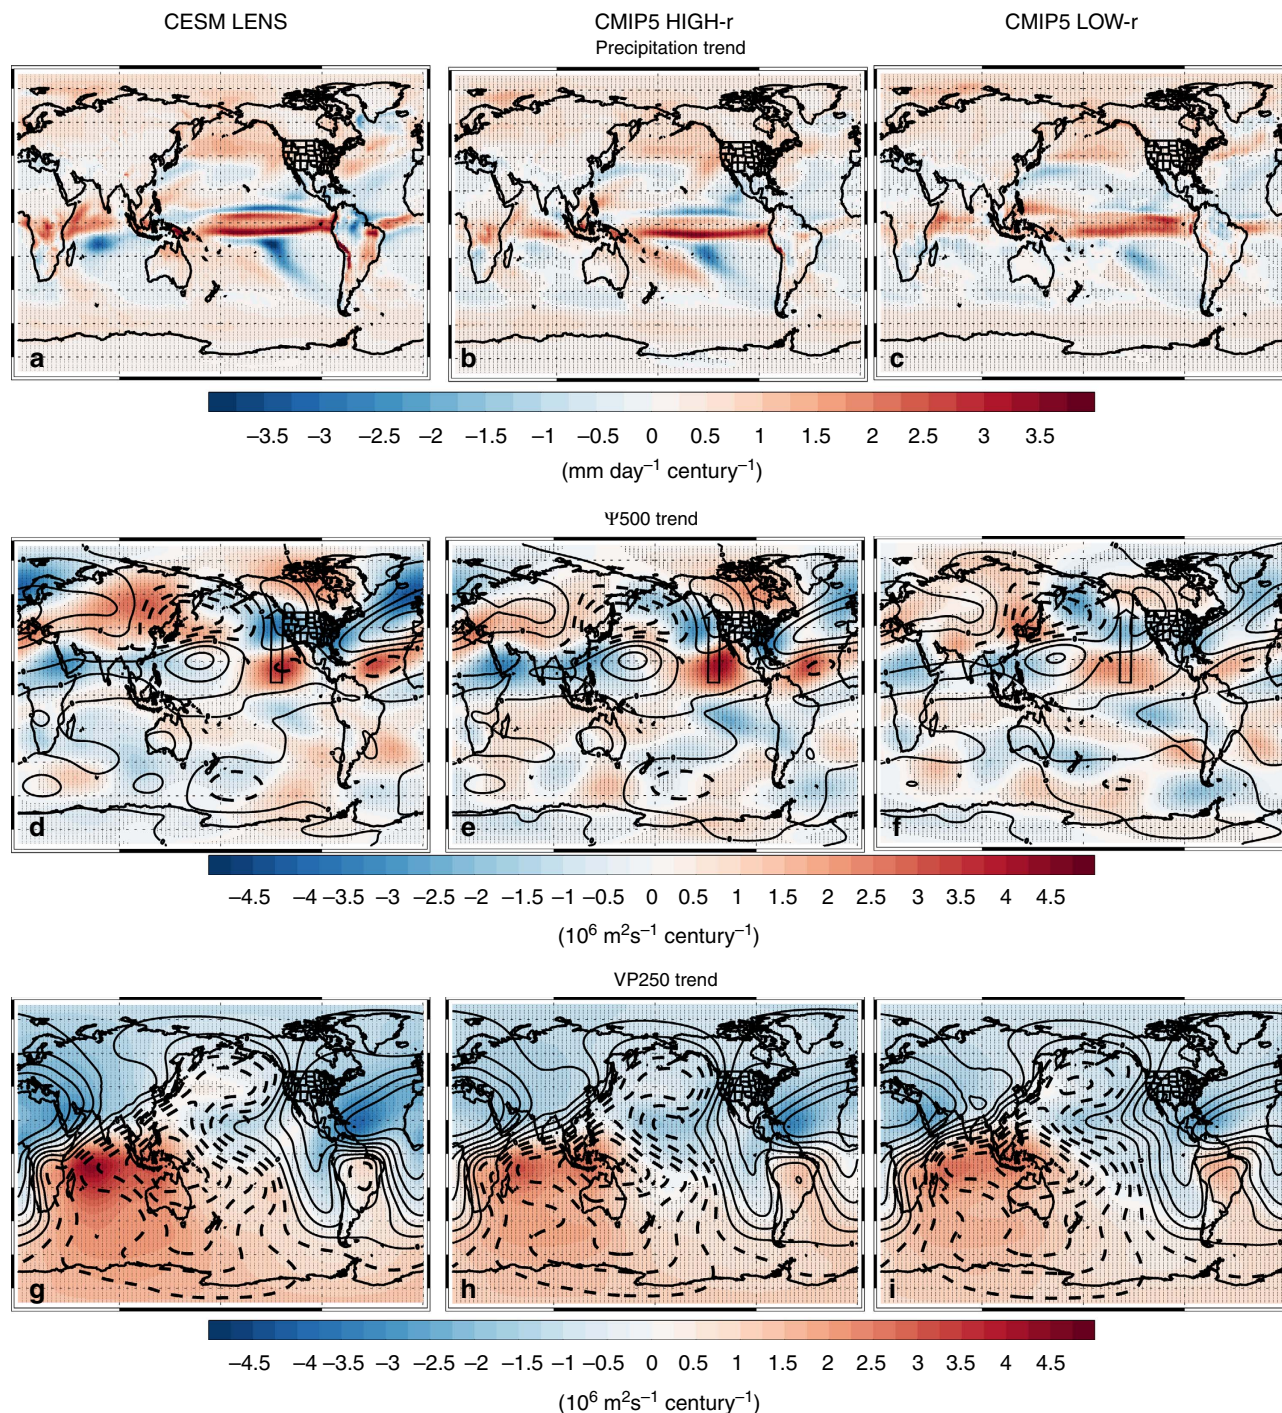 CESM LENS CMIP5 HIGH-r CMIP5 LOW-r
Precipitation trend
a b c
−3.5 −3 −2.5 −2 −1.5 −1 −0.5 0 0.5 1 1.5 2 2.5 3 3.5
(mm day⁻¹ century⁻¹)
Ψ500 trend
d e f
−4.5 −4 −3.5 −3 −2.5 −2 −1.5 −1 −0.5 0 0.5 1 1.5 2 2.5 3 3.5 4 4.5
(10⁶ m²s⁻¹ century⁻¹)
VP250 trend
g h i
−4.5 −4 −3.5 −3 −2.5 −2 −1.5 −1 −0.5 0 0.5 1 1.5 2 2.5 3 3.5 4 4.5
(10⁶ m²s⁻¹ century⁻¹)